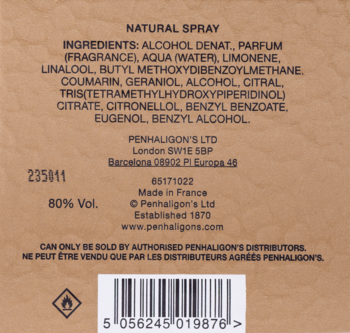 NATURAL SPRAY
INGREDIENTS: ALCOHOL DENAT., PARFUM
(FRAGRANCE), AQUA (WATER), LIMONENE,
LINALOOL, BUTYL METHOXYDIBENZOYLMETHANE,
COUMARIN, GERANIOL, ALCOHOL, CITRAL,
TRIS(TETRAMETHYLHYDROXYPIPERIDINOL)
CITRATE, CITRONELLOL, BENZYL BENZOATE,
EUGENOL, BENZYL ALCOHOL.
PENHALIGON'S LTD
London SW1E 5BP
Barcelona 08902 Pl Europa 46
235011
65171022
Made in France
80% Vol.
© Penhaligon's Ltd
Established 1870
www.penhaligons.com
CAN ONLY BE SOLD BY AUTHORISED PENHALIGON'S DISTRIBUTORS.
NE PEUT ÊTRE VENDU QUE PAR LES DISTRIBUTEURS AGRÉÉS PENHALIGON'S.
5 056245 019876 >